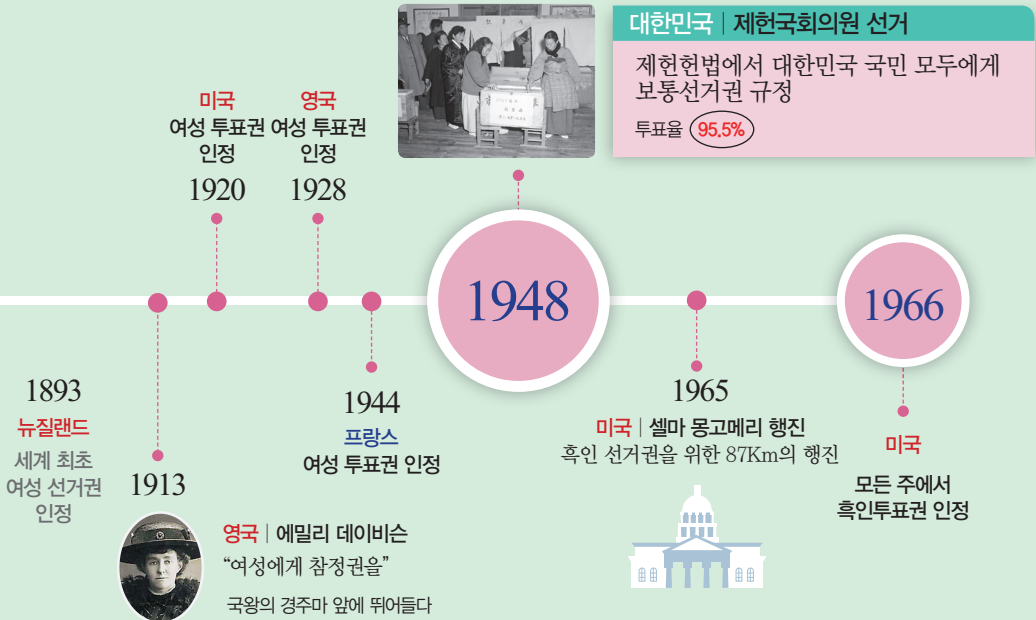 대한민국 | 제헌국회의원 선거
제헌헌법에서 대한민국 국민 모두에게
보통선거권 규정
투표율 95.5%
미국
여성 투표권
인정
1920
영국
여성 투표권
인정
1928
1948
1966
1893
뉴질랜드
세계 최초
여성 선거권
인정
1913
영국 | 에밀리 데이비슨
“여성에게 참정권을”
국왕의 경주마 앞에 뛰어들다
1944
프랑스
여성 투표권 인정
1965
미국 | 셀마 몽고메리 행진
흑인 선거권을 위한 87Km의 행진
미국
모든 주에서
흑인투표권 인정